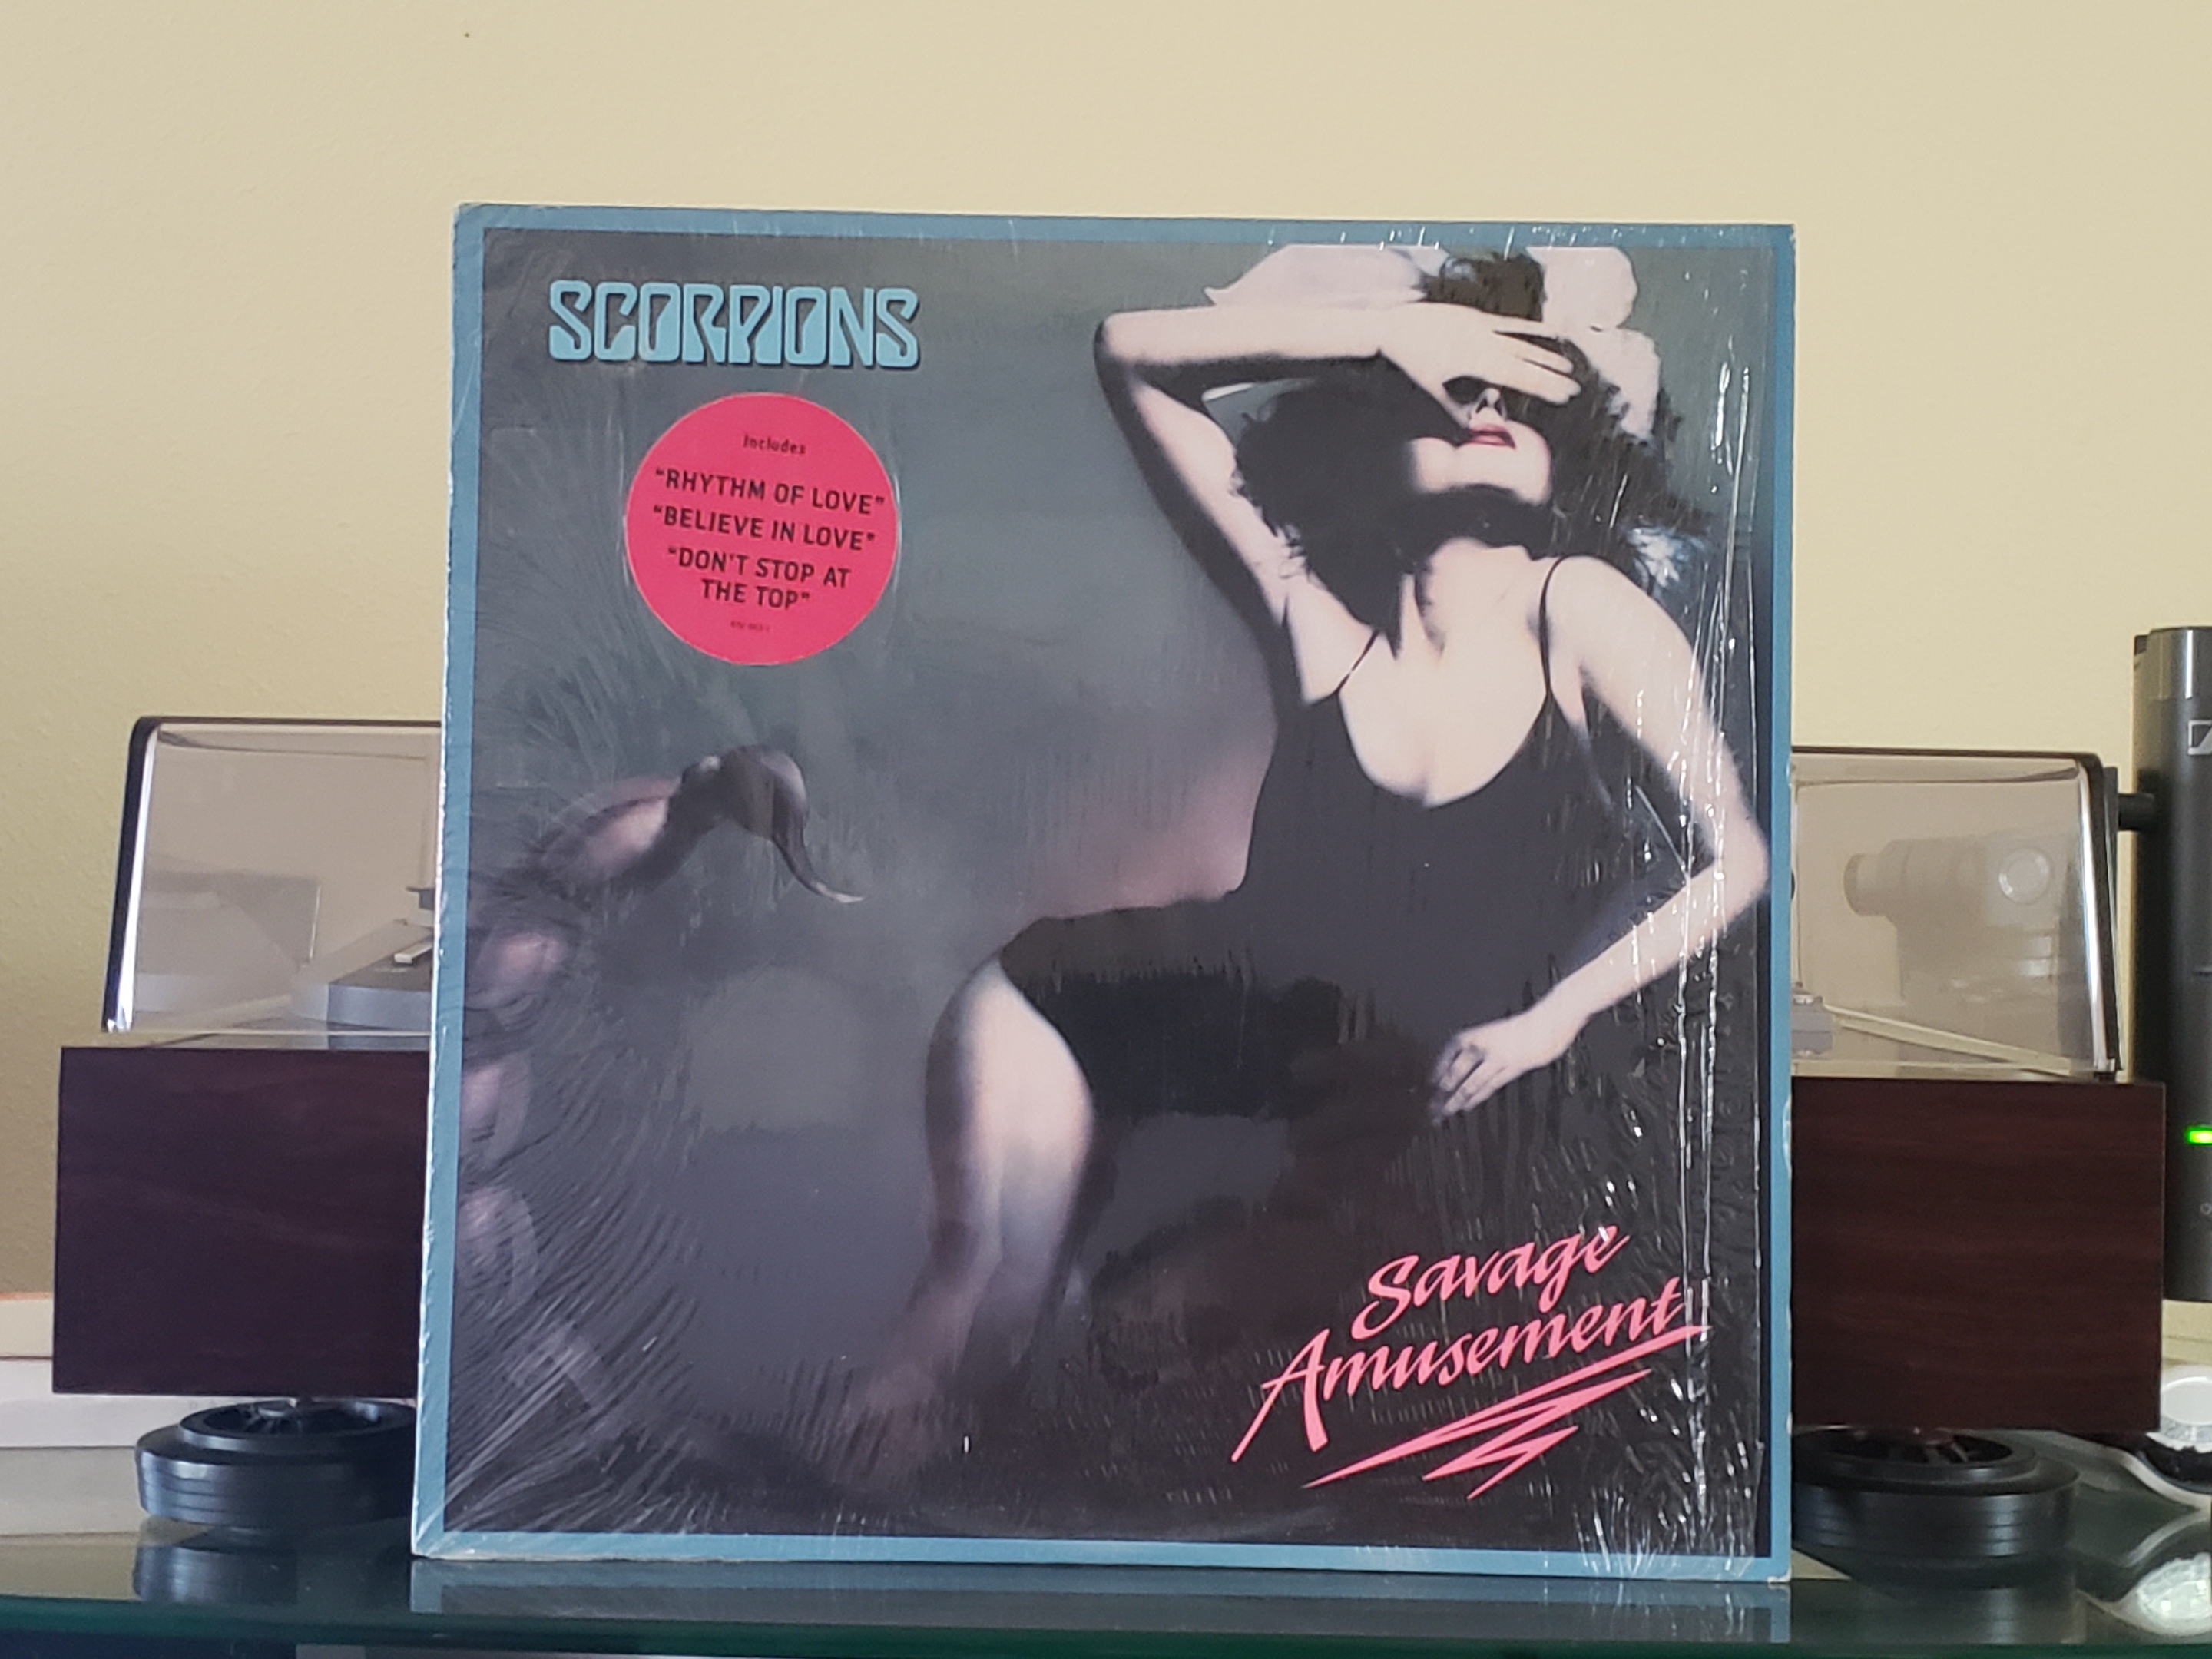 SCORPIONS
Includes
"RHYTHM OF LOVE"
"BELIEVE IN LOVE"
"DON'T STOP AT
THE TOP"
Savage
Amusement